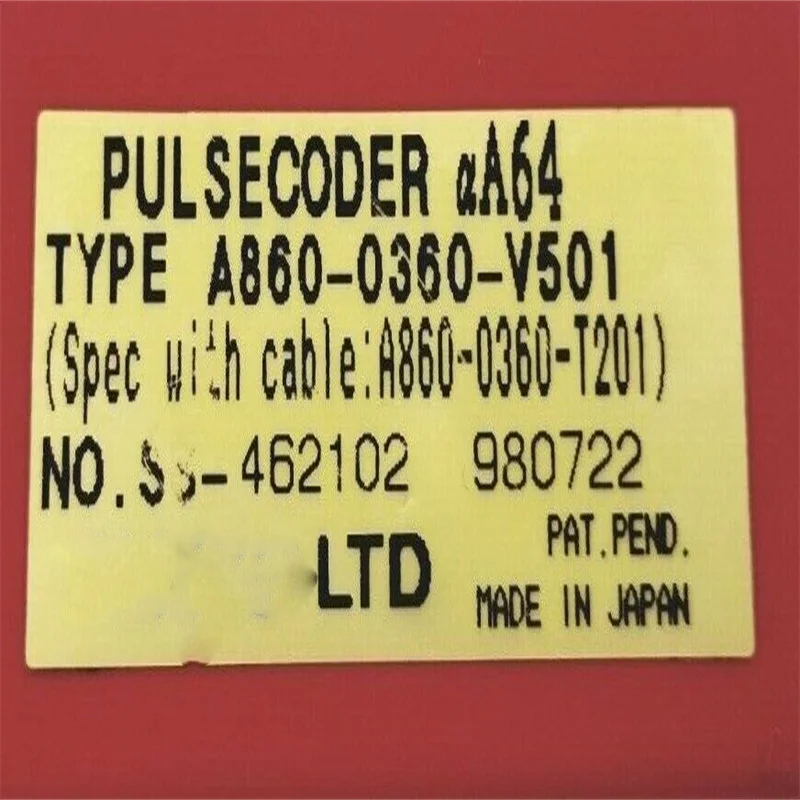 PULSECODER αA64
TYPE A860-0360-V501
(Spec with cable:A860-0360-T201)
NO. 462102 980722
PAT.PEND.
LTD
MADE IN JAPAN